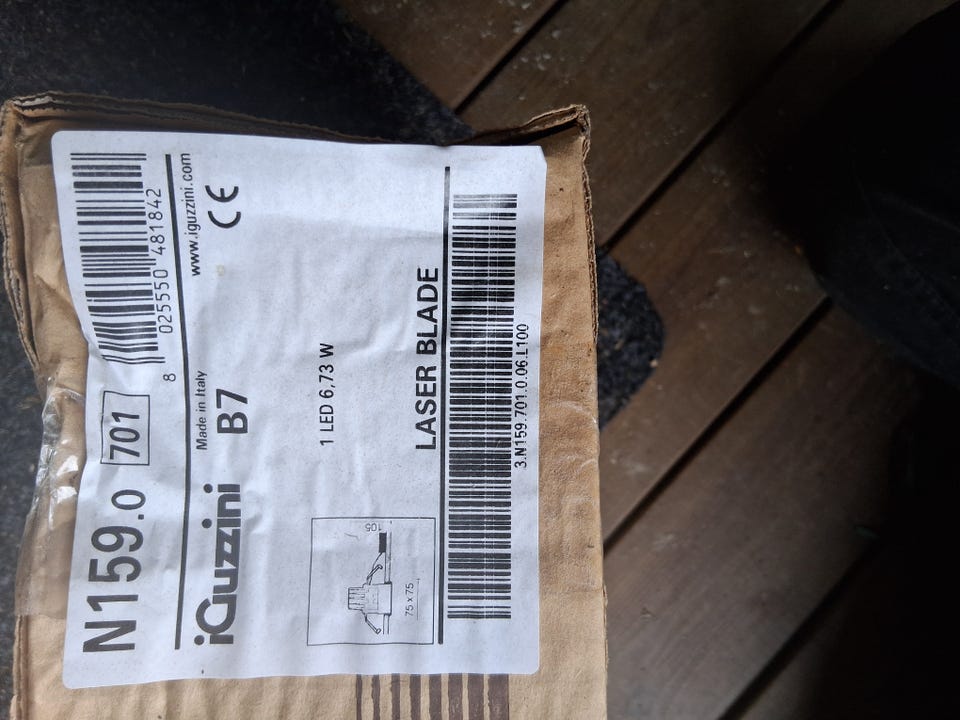 N159.0 701
8 025550 481842
iGuzzini
Made in Italy
www.iguzzini.com
B7
CE
1 LED 6,73 W
105
75 x 75
LASER BLADE
3.N159.701.0.06.L100